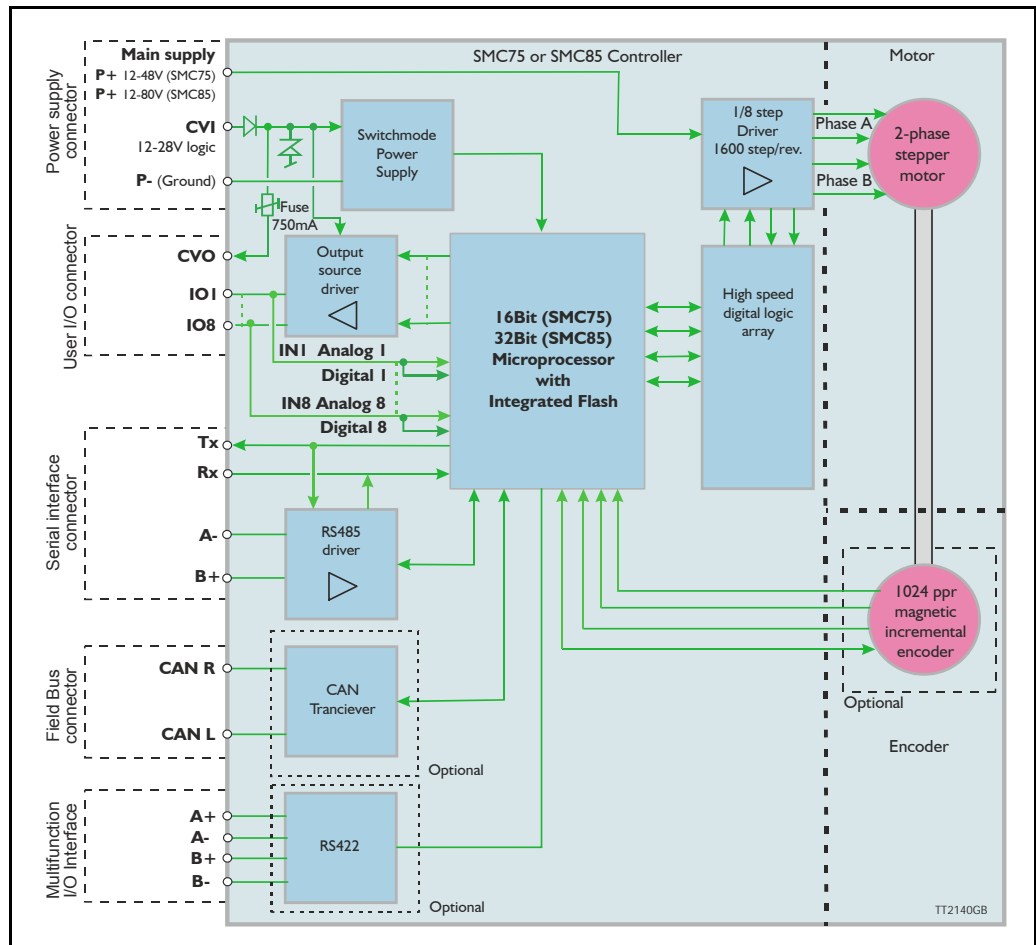 Power supply
connector
Main supply
P+ 12-48V (SMC75)
P+ 12-80V (SMC85)
CVI
12-28V logic
P- (Ground)
User I/O connector
CVO
IO1
IO8
Serial interface
connector
Tx
Rx
A-
B+
Field Bus
connector
CAN R
CAN L
Multifunction
I/O Interface
A+
A-
B+
B-
SMC75 or SMC85 Controller
Switchmode
Power
Supply
Fuse
750mA
Output
source
driver
IN1 Analog 1
Digital 1
IN8 Analog 8
Digital 8
RS485
driver
CAN
Tranciever
Optional
RS422
Optional
16Bit (SMC75)
32Bit (SMC85)
Microprocessor
with
Integrated Flash
1/8 step
Driver
1600 step/rev.
High speed
digital logic
array
Motor
Phase A
Phase B
2-phase
stepper
motor
1024 ppr
magnetic
incremental
encoder
Optional
Encoder
TT2140GB